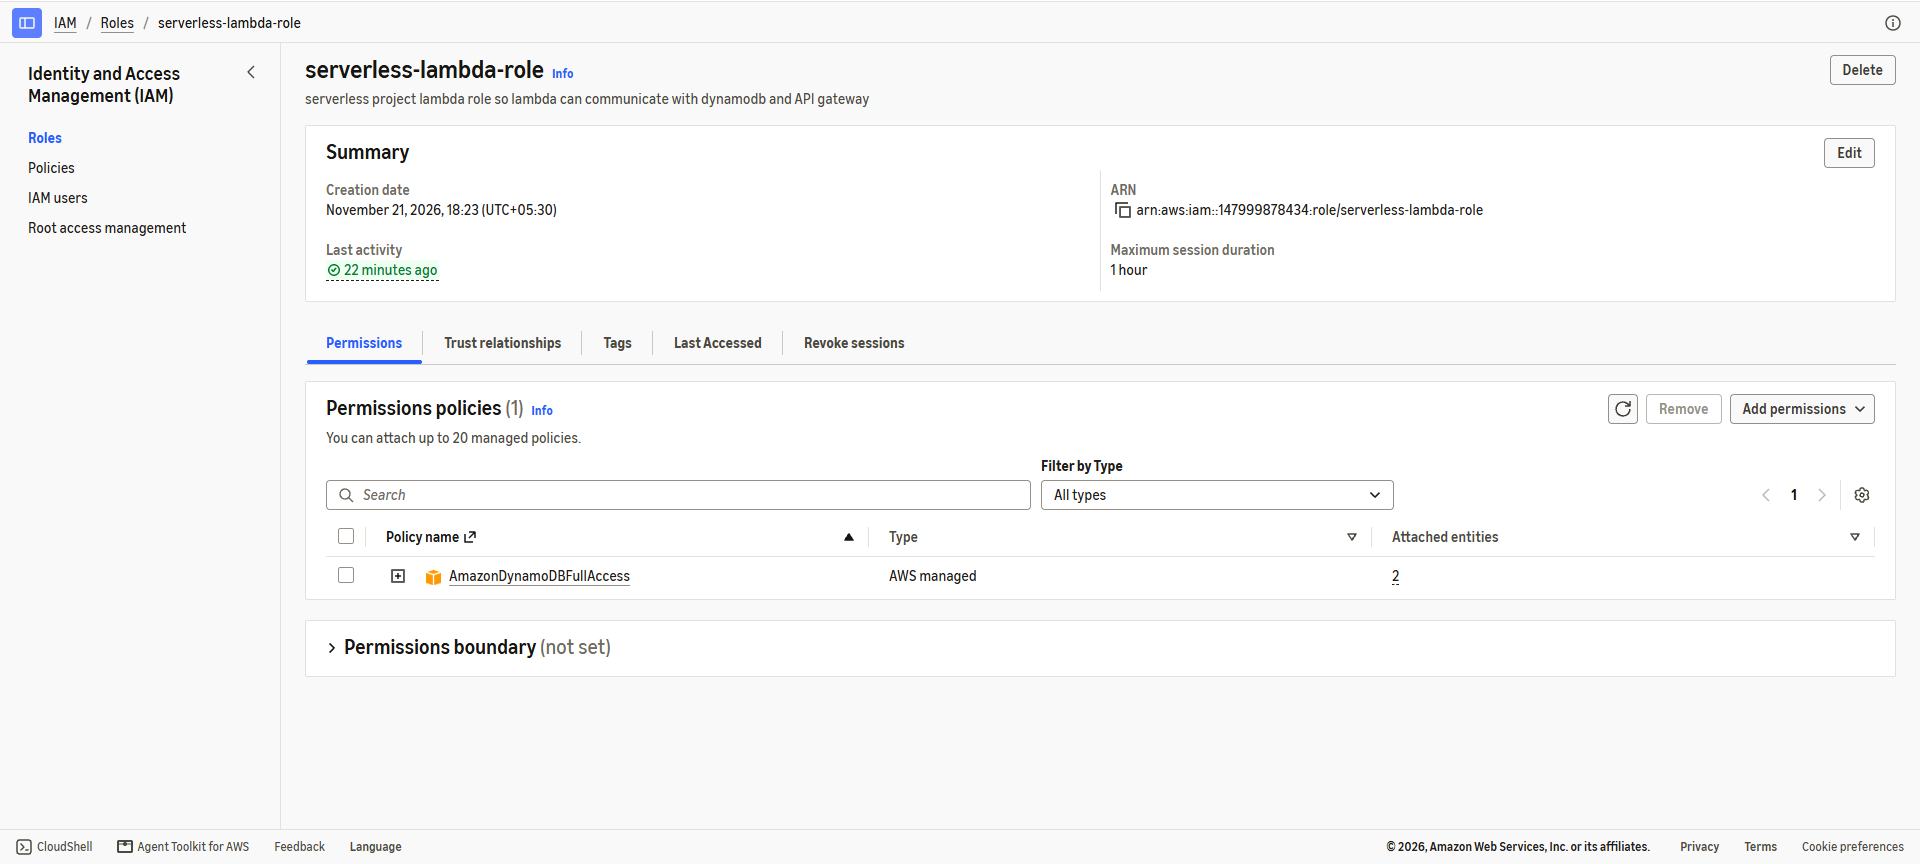 IAM / Roles / serverless-lambda-role
Identity and Access
Management (IAM)
Roles
Policies
IAM users
Root access management
serverless-lambda-role Info
Delete
serverless project lambda role so lambda can communicate with dynamodb and API gateway
Summary
Edit
Creation date
November 21, 2026, 18:23 (UTC+05:30)
ARN
arn:aws:iam::147999878434:role/serverless-lambda-role
Last activity
22 minutes ago
Maximum session duration
1 hour
Permissions
Trust relationships
Tags
Last Accessed
Revoke sessions
Permissions policies (1) Info
Remove
Add permissions
You can attach up to 20 managed policies.
Filter by Type
Search
All types
1
Policy name
Type
Attached entities
AmazonDynamoDBFullAccess
AWS managed
2
Permissions boundary (not set)
CloudShell
Agent Toolkit for AWS
Feedback
Language
© 2026, Amazon Web Services, Inc. or its affiliates.
Privacy
Terms
Cookie preferences